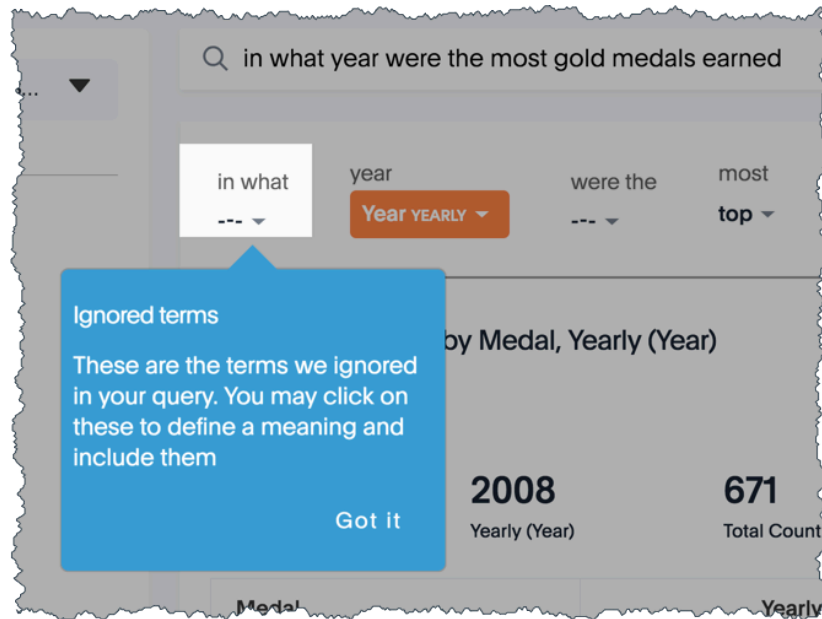 in what year were the most gold medals earned
...
in what year were the most
--- Year YEARLY --- top
Ignored terms
These are the terms we ignored
in your query. You may click on
these to define a meaning and
include them
Got it
by Medal, Yearly (Year)
2008 671
Yearly (Year) Total Count
Medal Yearly